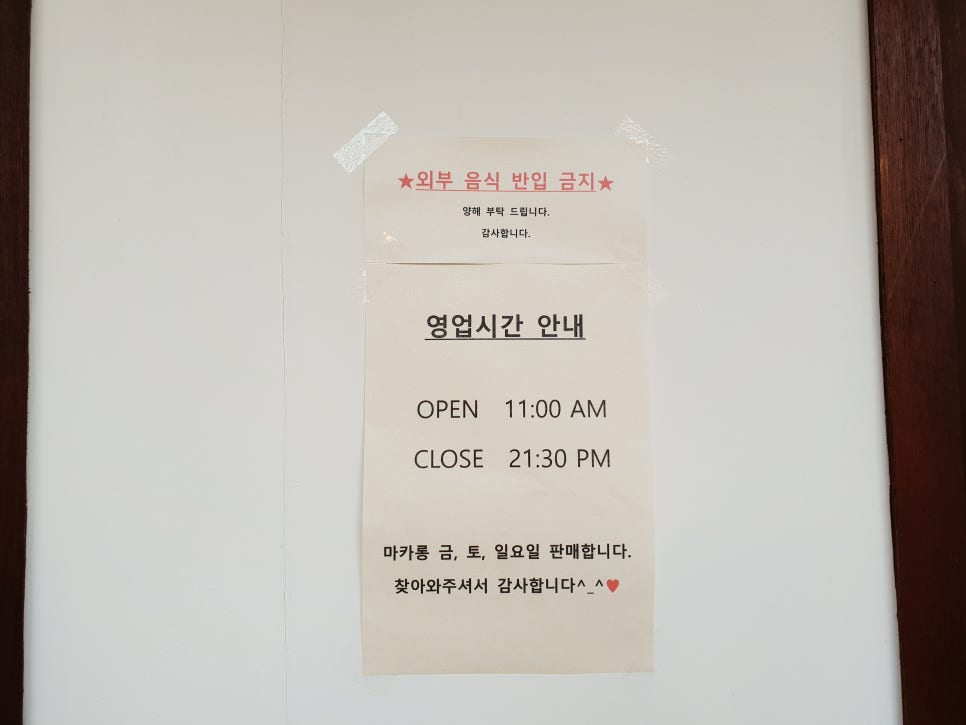 ★외부 음식 반입 금지★
양해 부탁 드립니다.
감사합니다.
영업시간 안내
OPEN 11:00 AM
CLOSE 21:30 PM
마카롱 금, 토, 일요일 판매합니다.
찾아와주셔서 감사합니다^_^♥